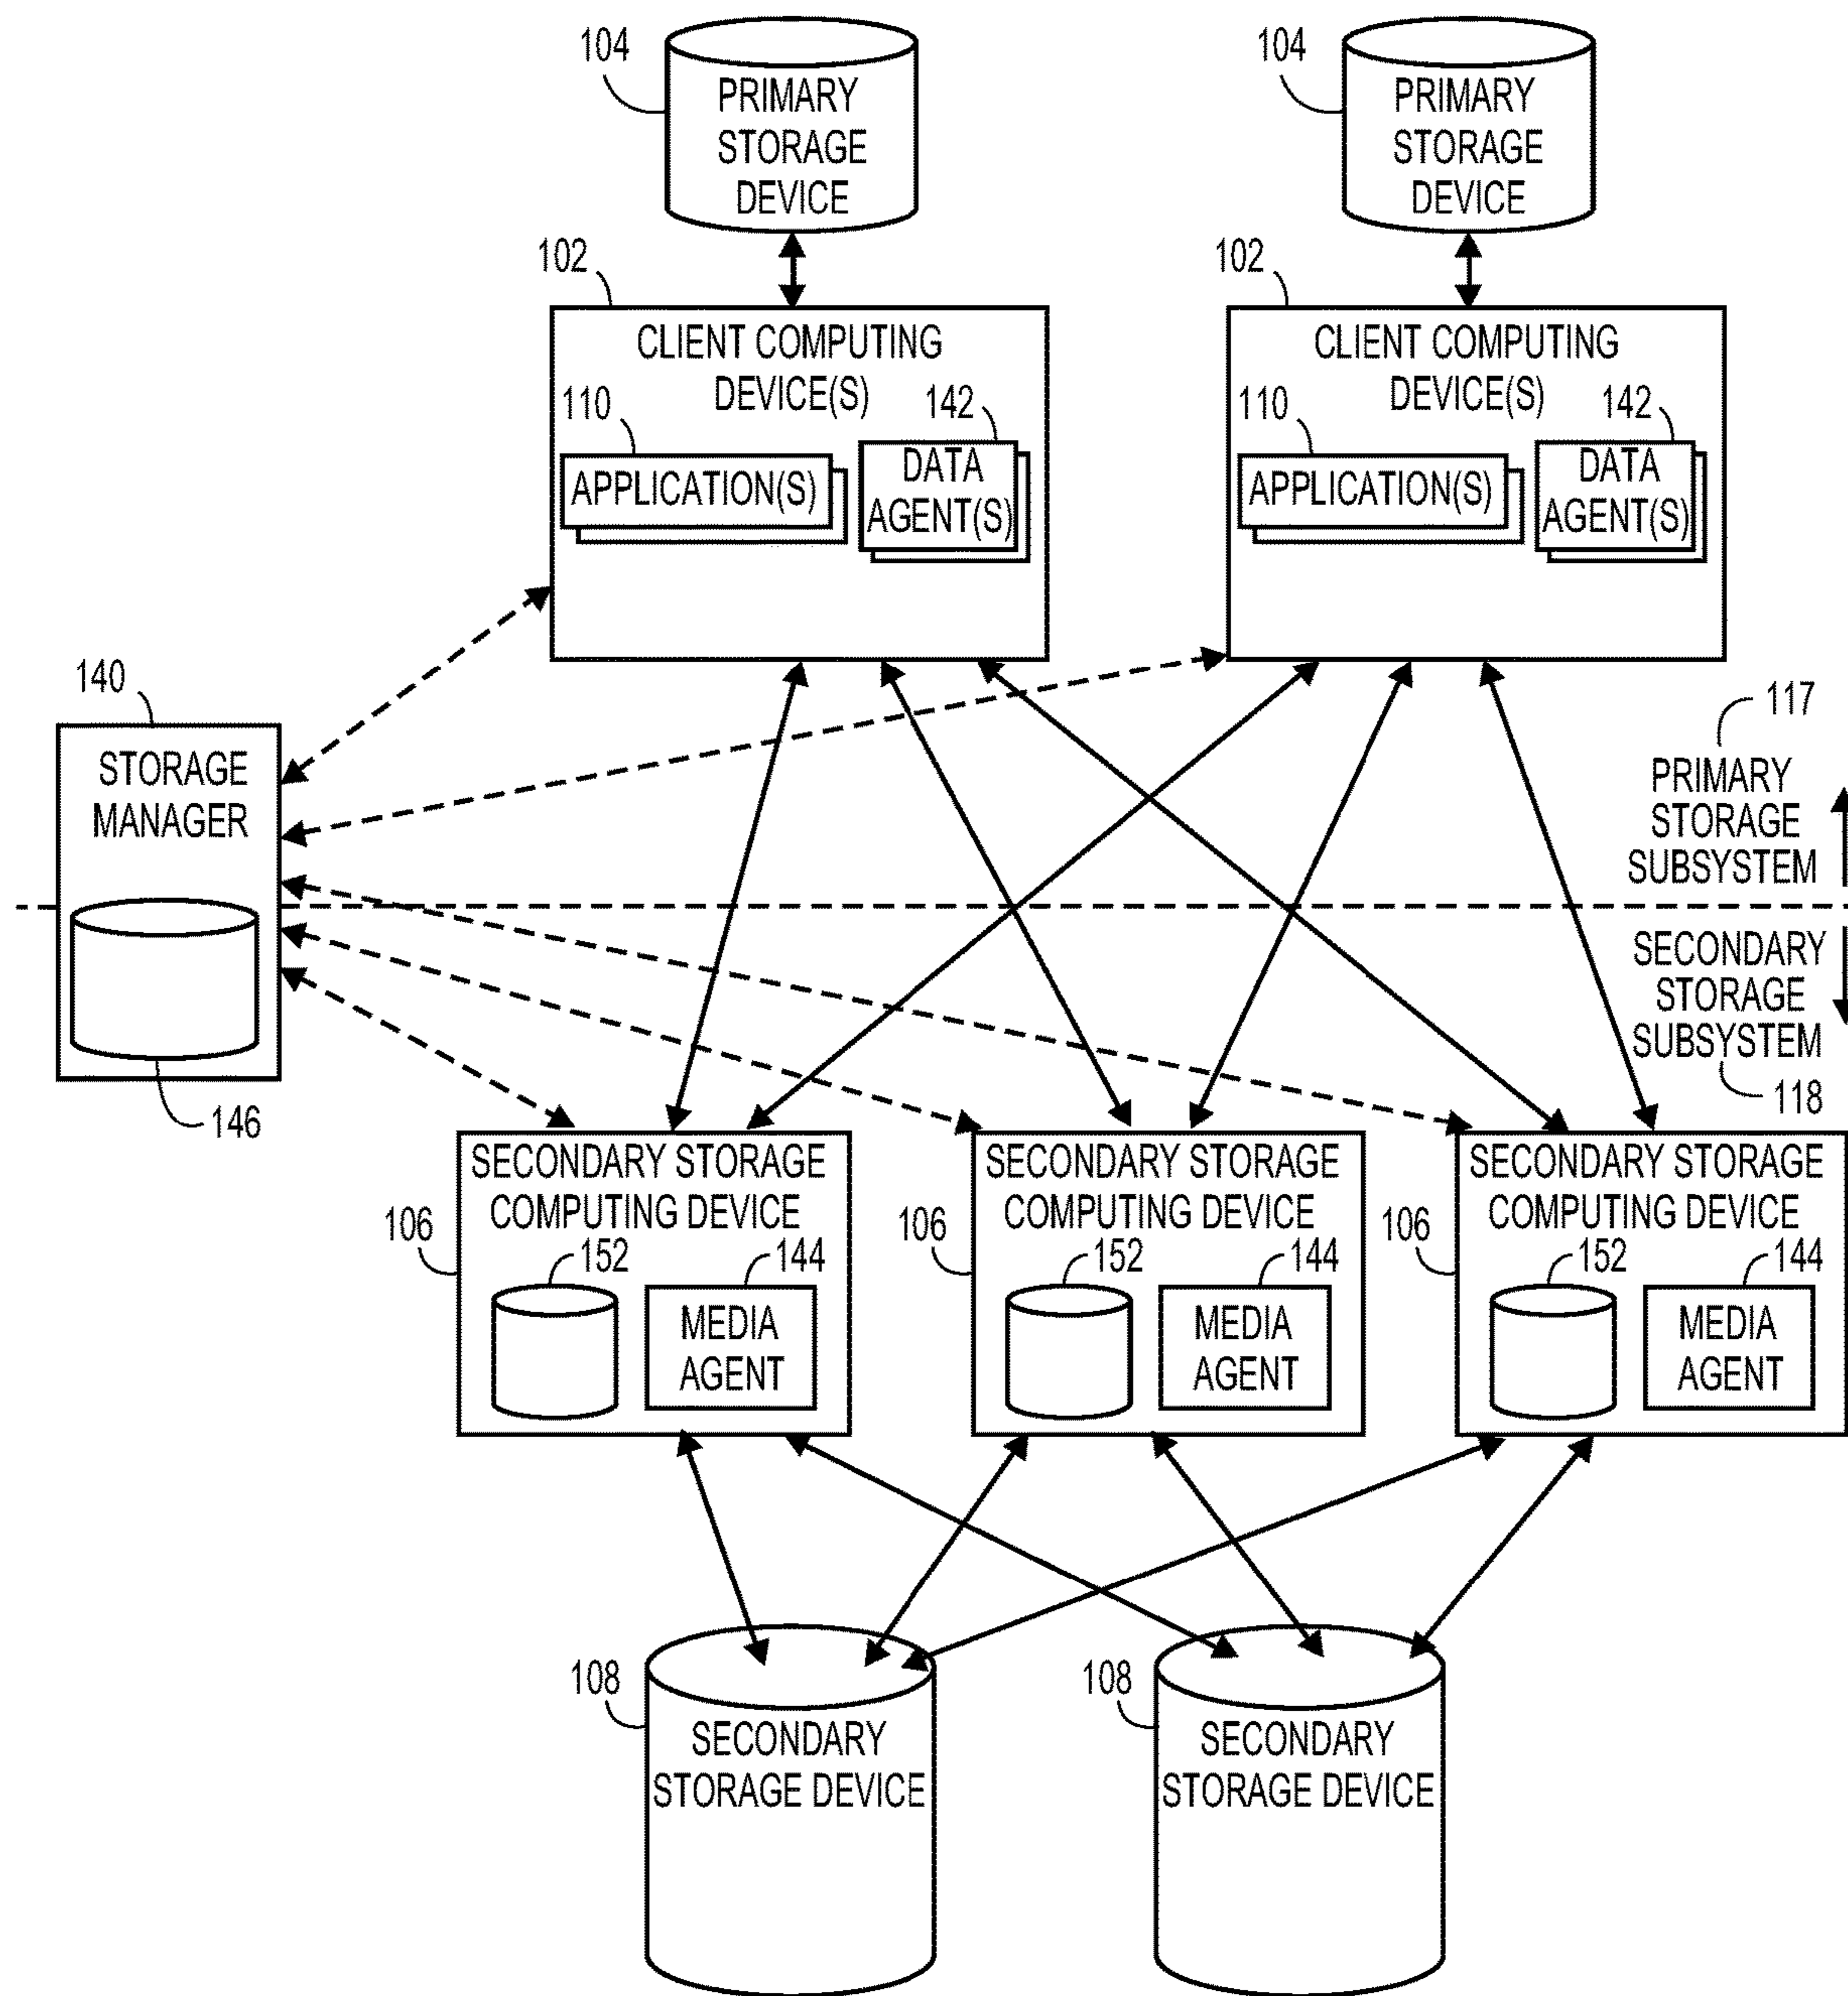 104
PRIMARY
STORAGE
DEVICE
104
PRIMARY
STORAGE
DEVICE
102
CLIENT COMPUTING
DEVICE(S)
110
APPLICATION(S)
142
DATA
AGENT(S)
102
CLIENT COMPUTING
DEVICE(S)
110
APPLICATION(S)
142
DATA
AGENT(S)
140
STORAGE
MANAGER
146
117
PRIMARY
STORAGE
SUBSYSTEM
SECONDARY
STORAGE
SUBSYSTEM
118
106
SECONDARY STORAGE
COMPUTING DEVICE
152
144
MEDIA
AGENT
106
SECONDARY STORAGE
COMPUTING DEVICE
152
144
MEDIA
AGENT
106
SECONDARY STORAGE
COMPUTING DEVICE
152
144
MEDIA
AGENT
108
SECONDARY
STORAGE DEVICE
108
SECONDARY
STORAGE DEVICE